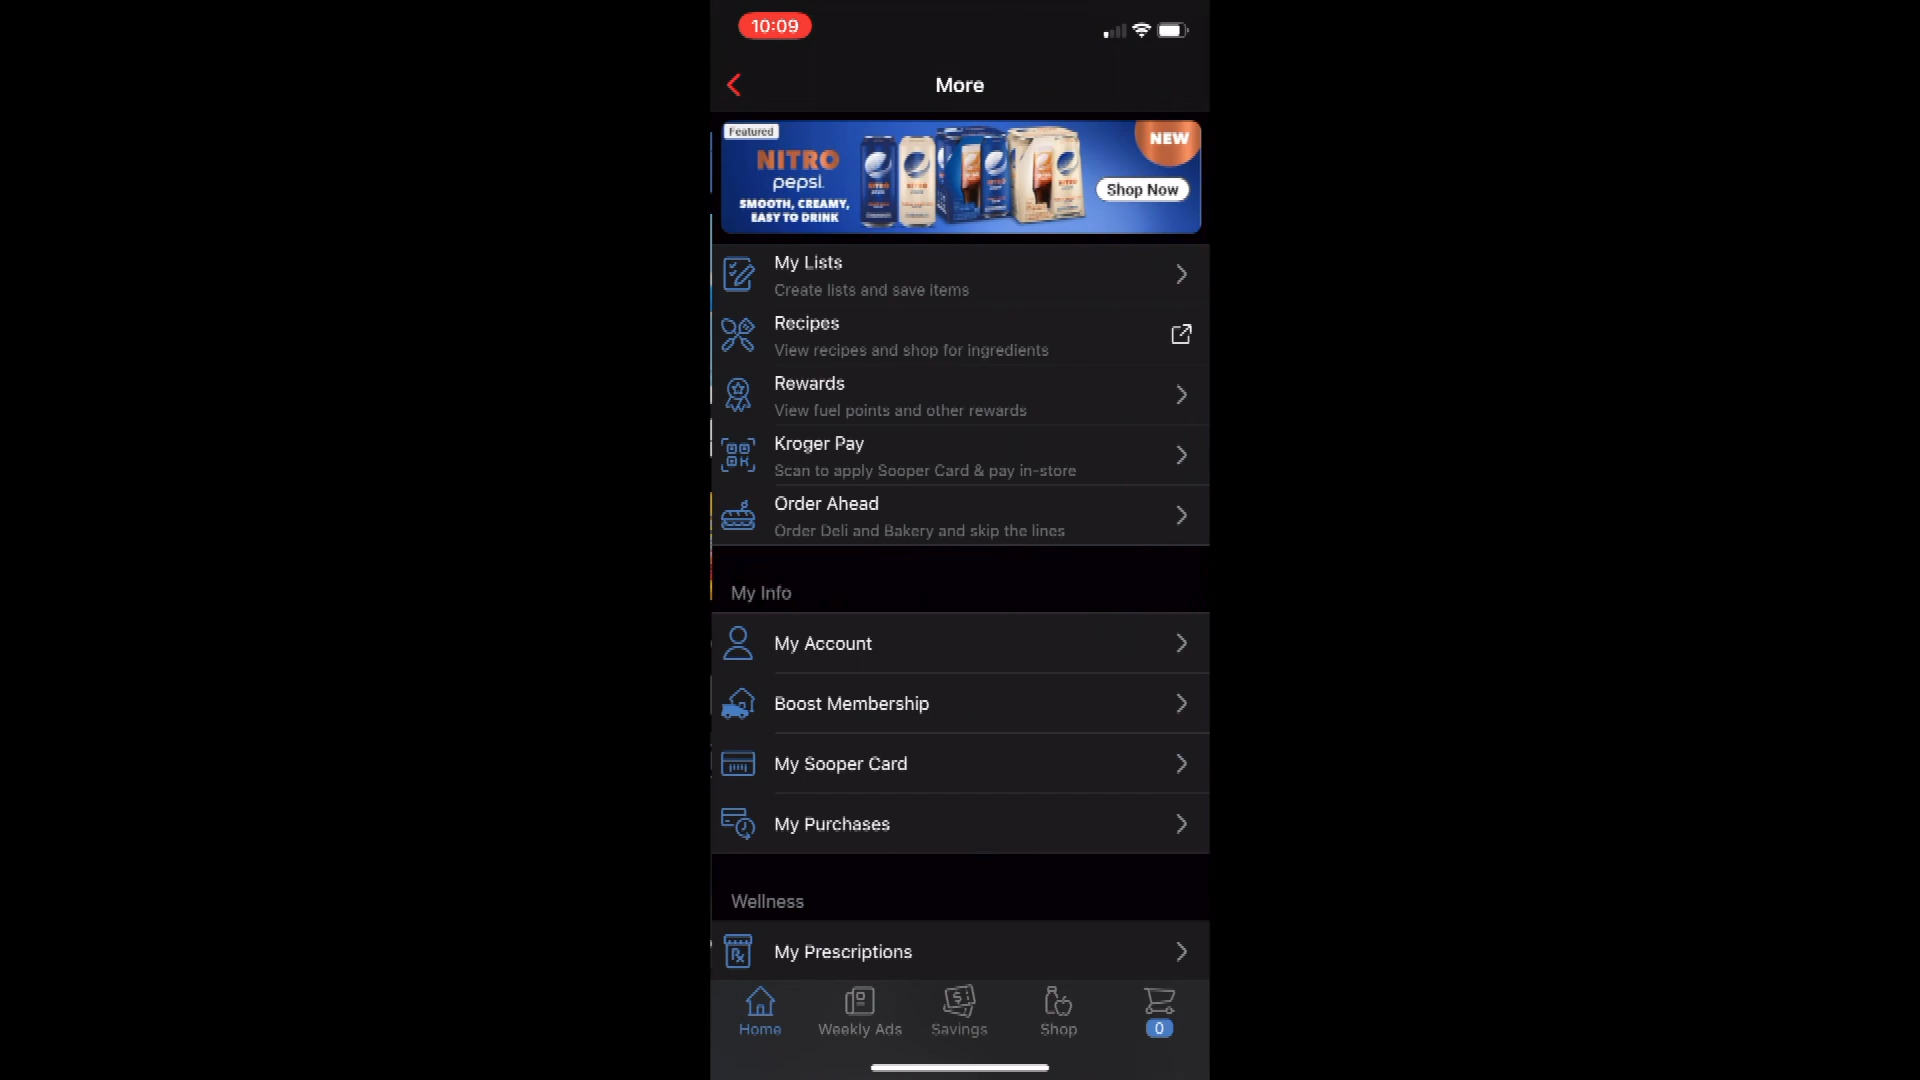 10:09
More
Featured
NITRO
pepsi
SMOOTH, CREAMY,
EASY TO DRINK
NEW
Shop Now
My Lists
Create lists and save items
Recipes
View recipes and shop for ingredients
Rewards
View fuel points and other rewards
Kroger Pay
Scan to apply Sooper Card & pay in-store
Order Ahead
Order Deli and Bakery and skip the lines
My Info
My Account
Boost Membership
My Sooper Card
My Purchases
Wellness
Rx
My Prescriptions
Home
Weekly Ads
Savings
Shop
0